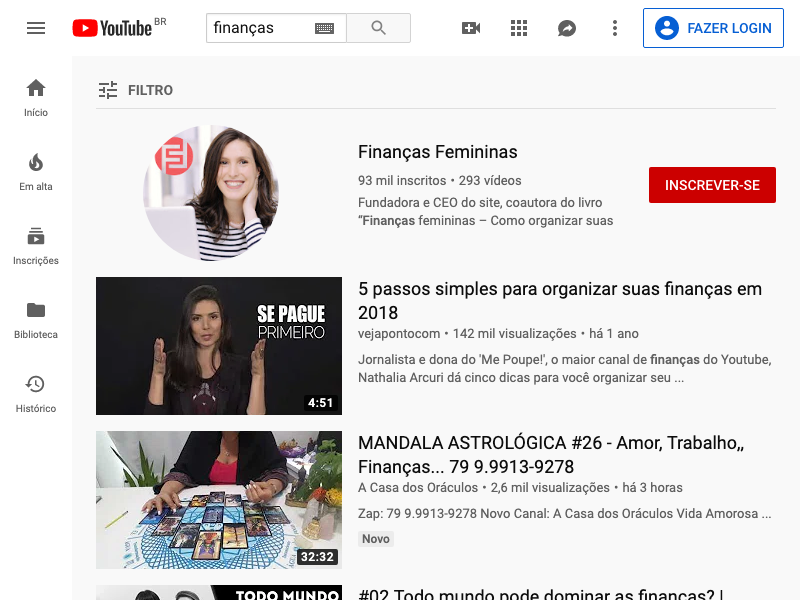 YouTube BR
finanças
FAZER LOGIN
Início
Em alta
Inscrições
Biblioteca
Histórico
FILTRO
Finanças Femininas
93 mil inscritos • 293 vídeos
Fundadora e CEO do site, coautora do livro
“Finanças femininas – Como organizar suas
INSCREVER-SE
SE PAGUE
PRIMEIRO
4:51
5 passos simples para organizar suas finanças em
2018
vejapontocom • 142 mil visualizações • há 1 ano
Jornalista e dona do 'Me Poupe!', o maior canal de finanças do Youtube,
Nathalia Arcuri dá cinco dicas para você organizar seu ...
32:32
MANDALA ASTROLÓGICA #26 - Amor, Trabalho,,
Finanças... 79 9.9913-9278
A Casa dos Oráculos • 2,6 mil visualizações • há 3 horas
Zap: 79 9.9913-9278 Novo Canal: A Casa dos Oráculos Vida Amorosa ...
Novo
TODO MUNDO
#02 Todo mundo pode dominar as finanças? |